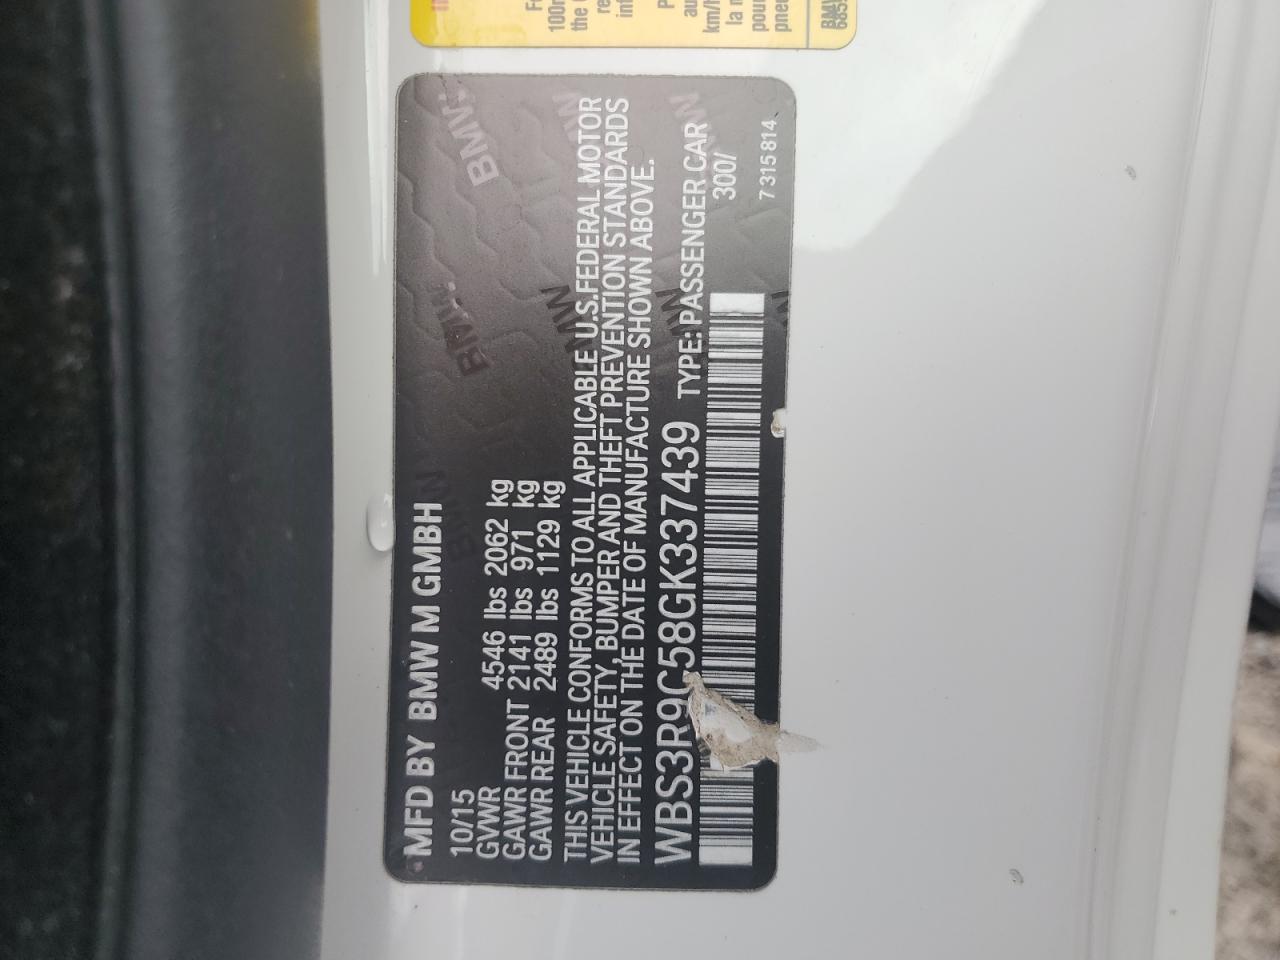 MFD BY BMW M GMBH
10/15
GVWR 4546 lbs 2062 kg
GAWR FRONT 2141 lbs 971 kg
GAWR REAR 2489 lbs 1129 kg
THIS VEHICLE CONFORMS TO ALL APPLICABLE U.S.FEDERAL MOTOR
VEHICLE SAFETY, BUMPER AND THEFT PREVENTION STANDARDS
IN EFFECT ON THE DATE OF MANUFACTURE SHOWN ABOVE.
WBS3R9C58GK337439 TYPE: PASSENGER CAR
300/
7 315 814